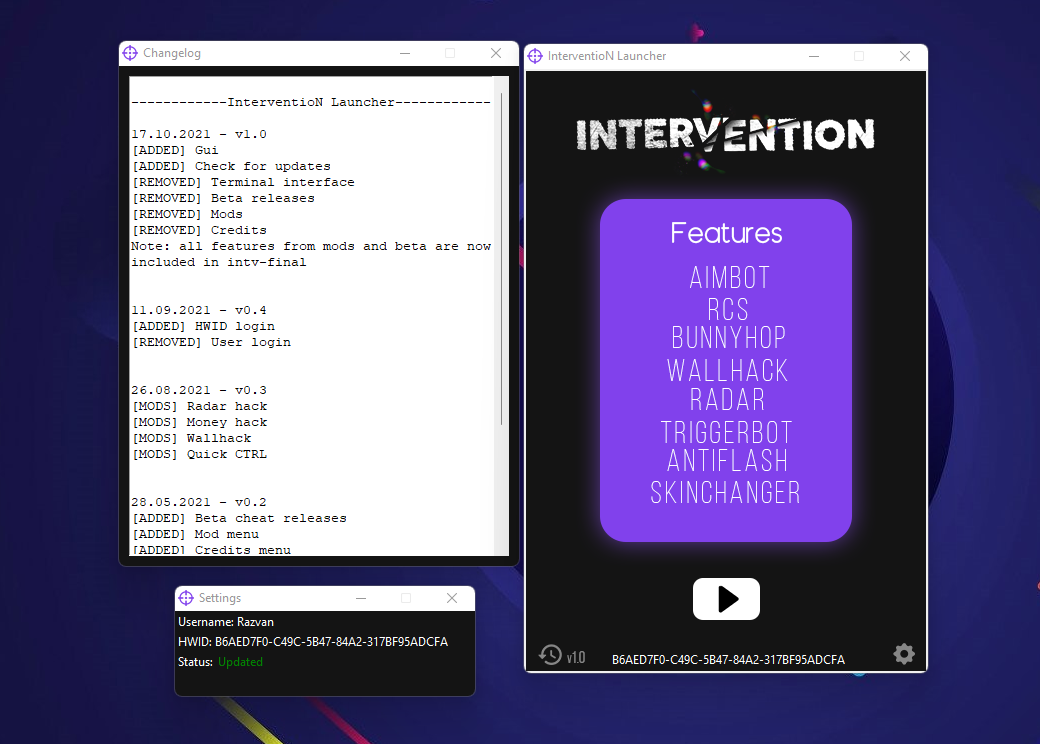 Changelog
------------InterventioN Launcher------------
17.10.2021 - v1.0
[ADDED] Gui
[ADDED] Check for updates
[REMOVED] Terminal interface
[REMOVED] Beta releases
[REMOVED] Mods
[REMOVED] Credits
Note: all features from mods and beta are now
included in intv-final
11.09.2021 - v0.4
[ADDED] HWID login
[REMOVED] User login
26.08.2021 - v0.3
[MODS] Radar hack
[MODS] Money hack
[MODS] Wallhack
[MODS] Quick CTRL
28.05.2021 - v0.2
[ADDED] Beta cheat releases
[ADDED] Mod menu
[ADDED] Credits menu
Settings
Username: Razvan
HWID: B6AED7F0-C49C-5B47-84A2-317BF95ADCFA
Status: Updated
InterventioN Launcher
INTERVENTION
Features
AIMBOT
RCS
BUNNYHOP
WALLHACK
RADAR
TRIGGERBOT
ANTIFLASH
SKINCHANGER
v1.0
B6AED7F0-C49C-5B47-84A2-317BF95ADCFA